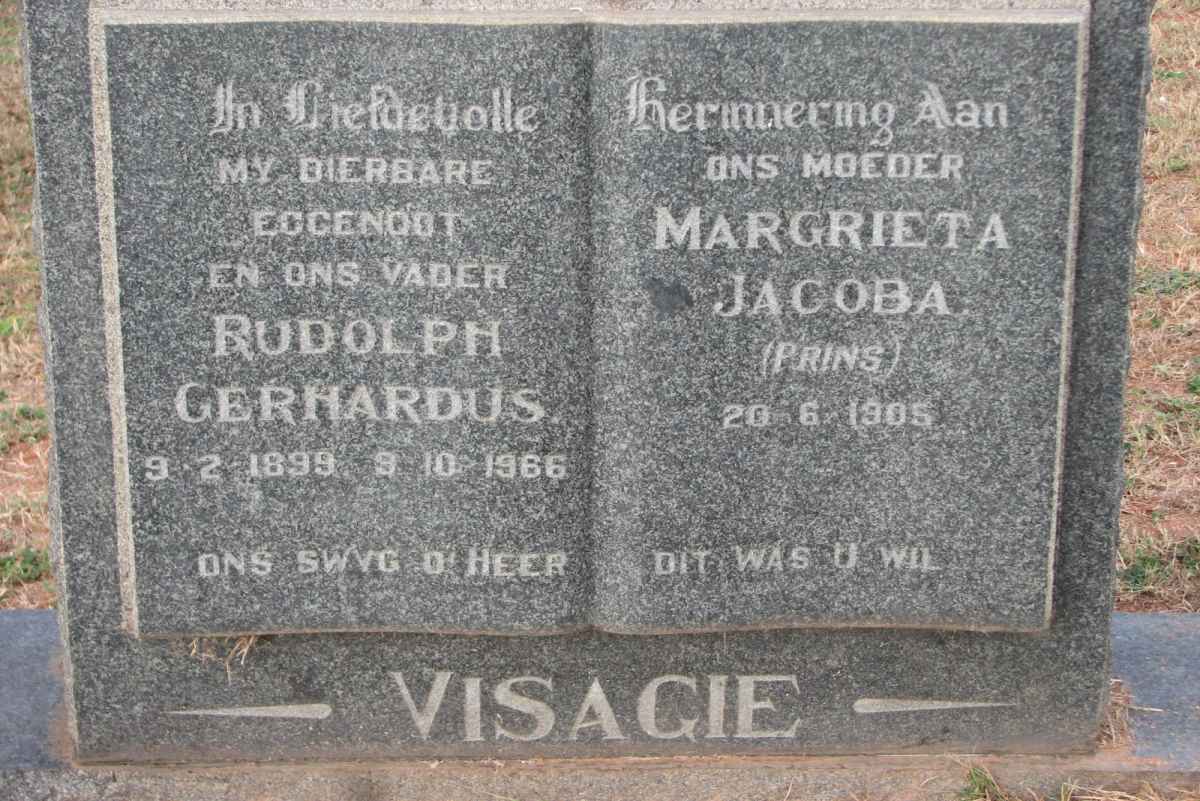 In Liefdevolle
MY DIERBARE
EGGENOOT
EN ONS VADER
RUDOLPH
GERHARDUS.
9·2·1899 9·10·1966
ONS SWYG O! HEER
Herinnering Aan
ONS MOEDER
MARGRIETA
JACOBA.
(PRINS)
20·6·1905
DIT WAS U WIL
VISAGIE